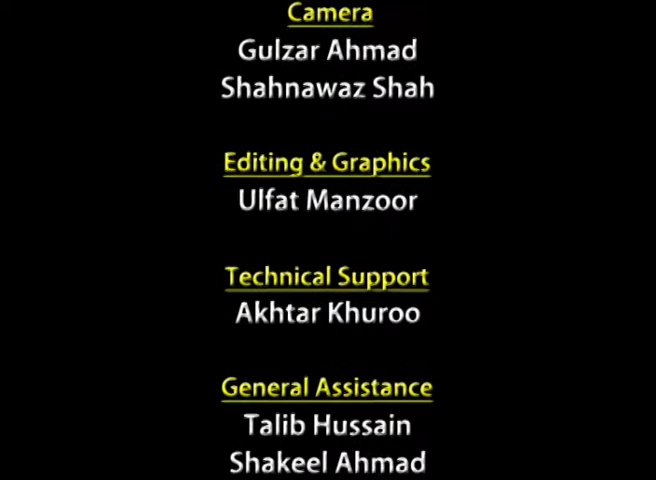 Camera
Gulzar Ahmad
Shahnawaz Shah
Editing & Graphics
Ulfat Manzoor
Technical Support
Akhtar Khuroo
General Assistance
Talib Hussain
Shakeel Ahmad